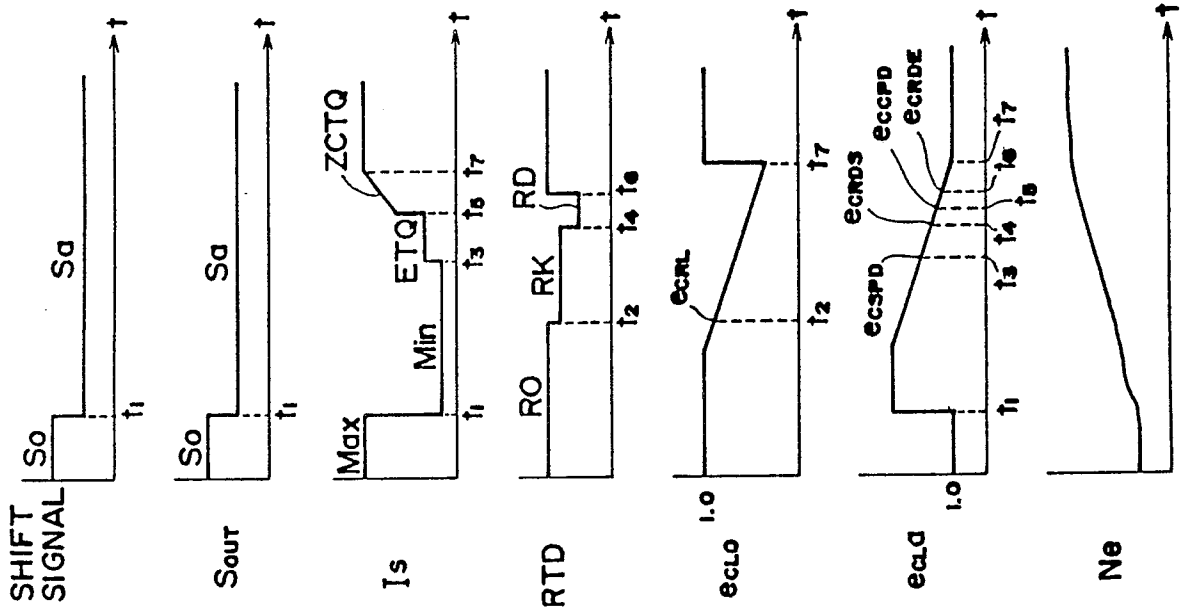 SHIFT
SIGNAL
So
Sa
t1
t
SOUT
So
Sa
t1
t
Is
Max
Min
ETQ
ZCTQ
t1
t3
t5
t7
t
RTD
RO
RK
RD
t2
t4
t6
t
eCLO
1.0
eCRL
t2
t7
t
eCLa
1.0
eCSPD
eCRDS
eCCPD
eCRDE
t1
t3
t4
t5
t6
t7
t
Ne
t